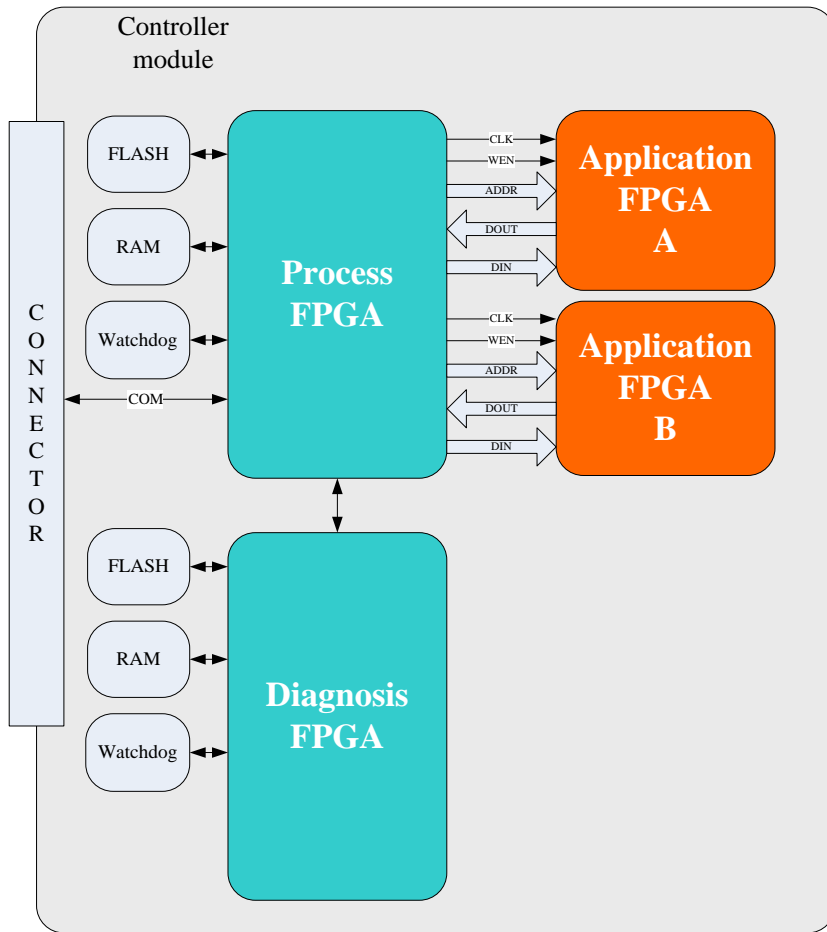 Controller
module
FLASH
RAM
Watchdog
COM
CONNECTOR
Process
FPGA
CLK
WEN
ADDR
DOUT
DIN
Application
FPGA
A
CLK
WEN
ADDR
DOUT
DIN
Application
FPGA
B
FLASH
RAM
Watchdog
Diagnosis
FPGA